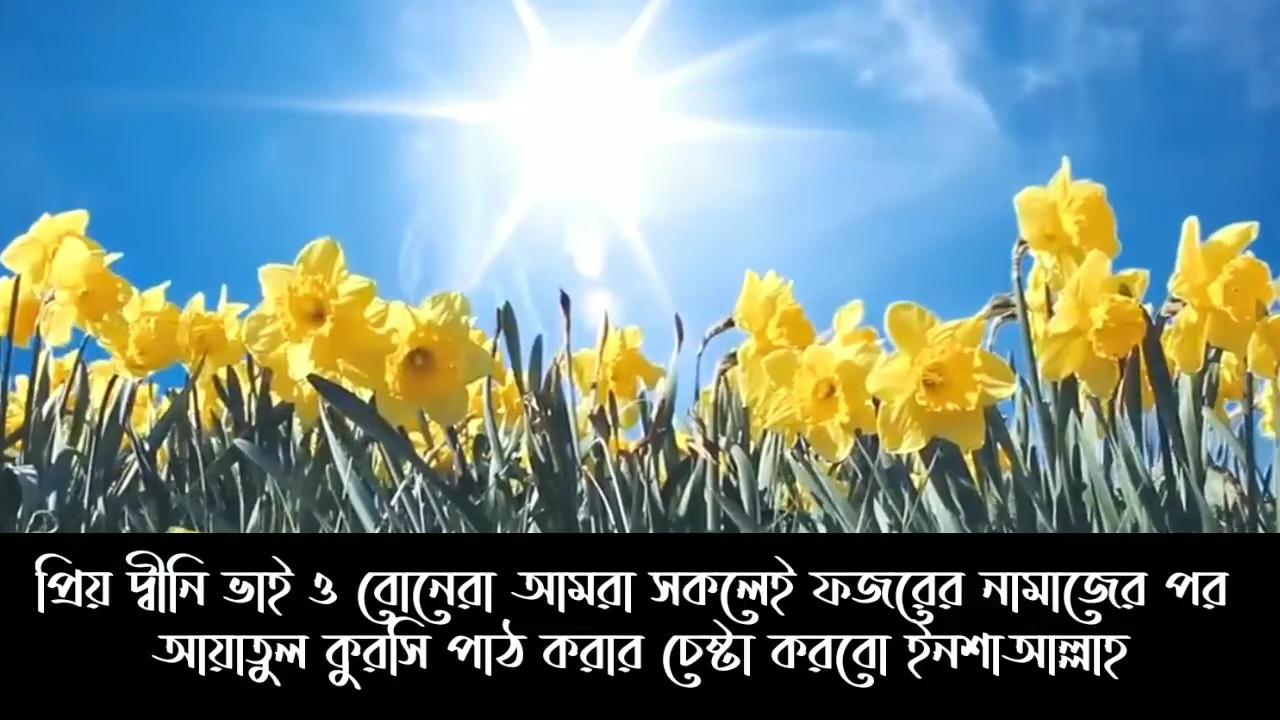 প্রিয় দ্বীনি ভাই ও বোনেরা আমরা সকলেই ফজরের নামাজের পর
আয়াতুল কুরসি পাঠ করার চেষ্টা করবো ইনশাআল্লাহ